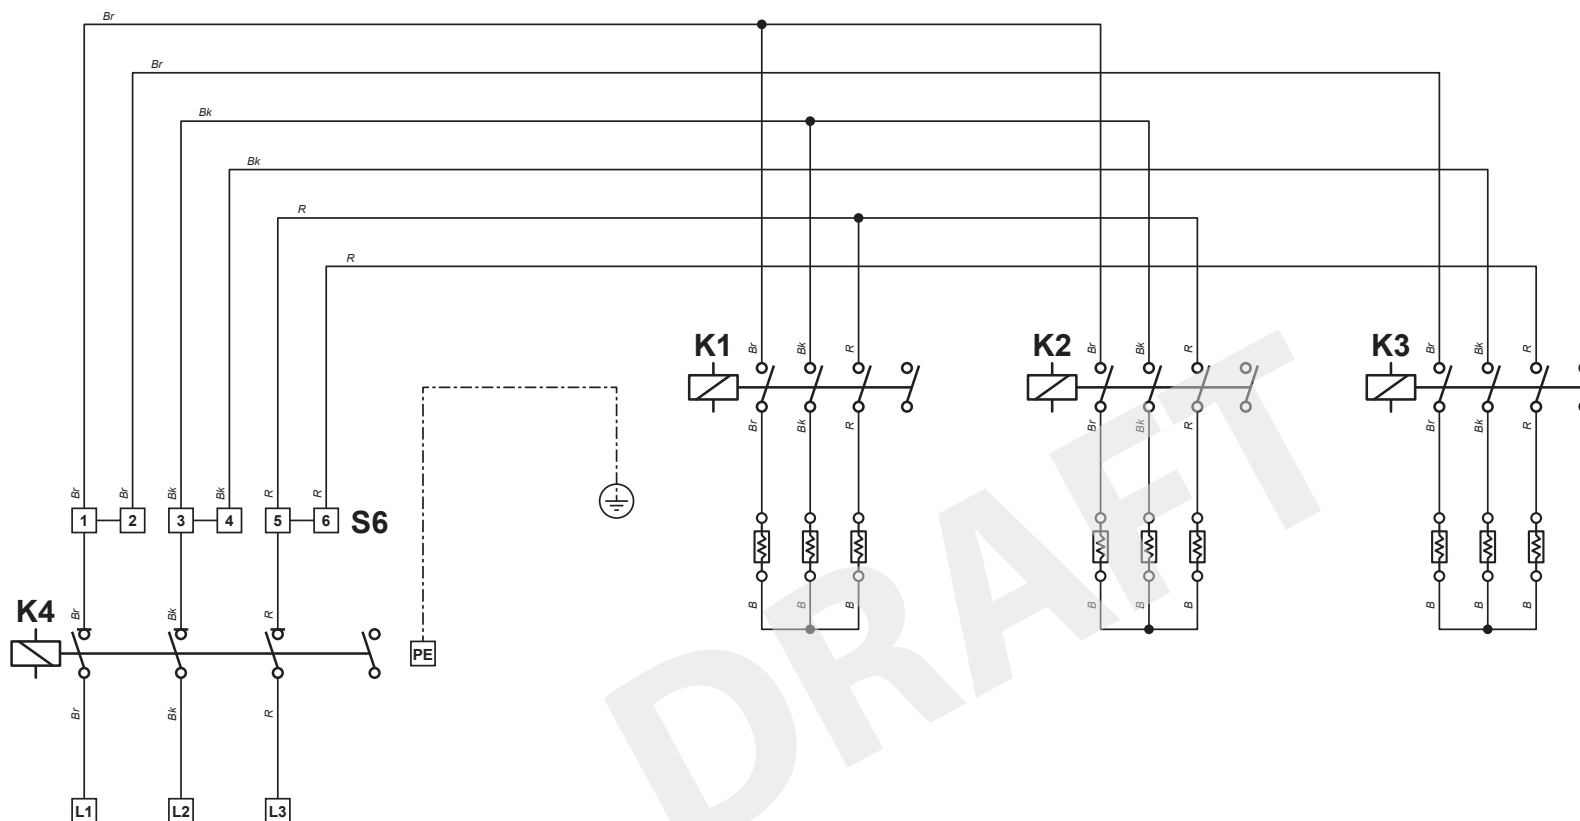 Br
Br
Bk
Bk
R
R
K1 Br Bk R K2 Br Bk R K3 Br Bk R
Br Bk R Br Bk R Br Bk R
Br Br Bk Bk R R
1 2 3 4 5 6 S6
K4 Br Bk R
B B B B B B B B B
PE
Br Bk R
L1 L2 L3
DRAFT